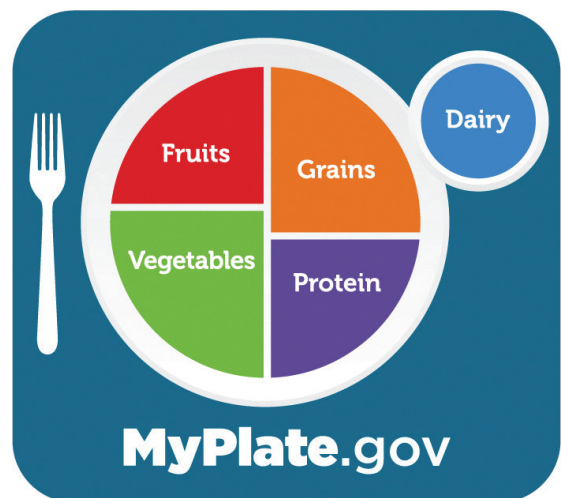 Fruits
Grains
Dairy
Vegetables
Protein
MyPlate.gov